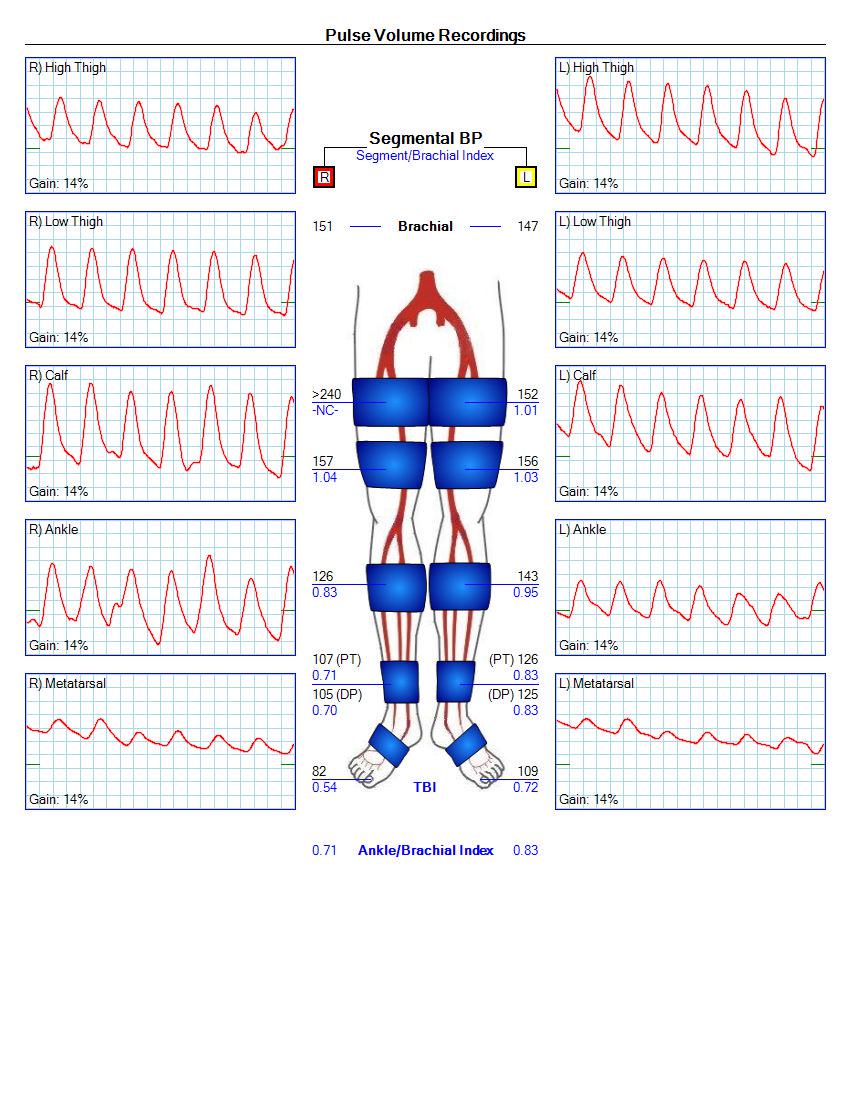 Pulse Volume Recordings
R) High Thigh
Gain: 14%
R) Low Thigh
Gain: 14%
R) Calf
Gain: 14%
R) Ankle
Gain: 14%
R) Metatarsal
Gain: 14%
Segmental BP
Segment/Brachial Index
R L
151 Brachial 147
>240 152
-NC- 1.01
157 156
1.04 1.03
126 143
0.83 0.95
107 (PT) (PT) 126
0.71 0.83
105 (DP) (DP) 125
0.70 0.83
82 109
0.54 TBI 0.72
0.71 Ankle/Brachial Index 0.83
L) High Thigh
Gain: 14%
L) Low Thigh
Gain: 14%
L) Calf
Gain: 14%
L) Ankle
Gain: 14%
L) Metatarsal
Gain: 14%